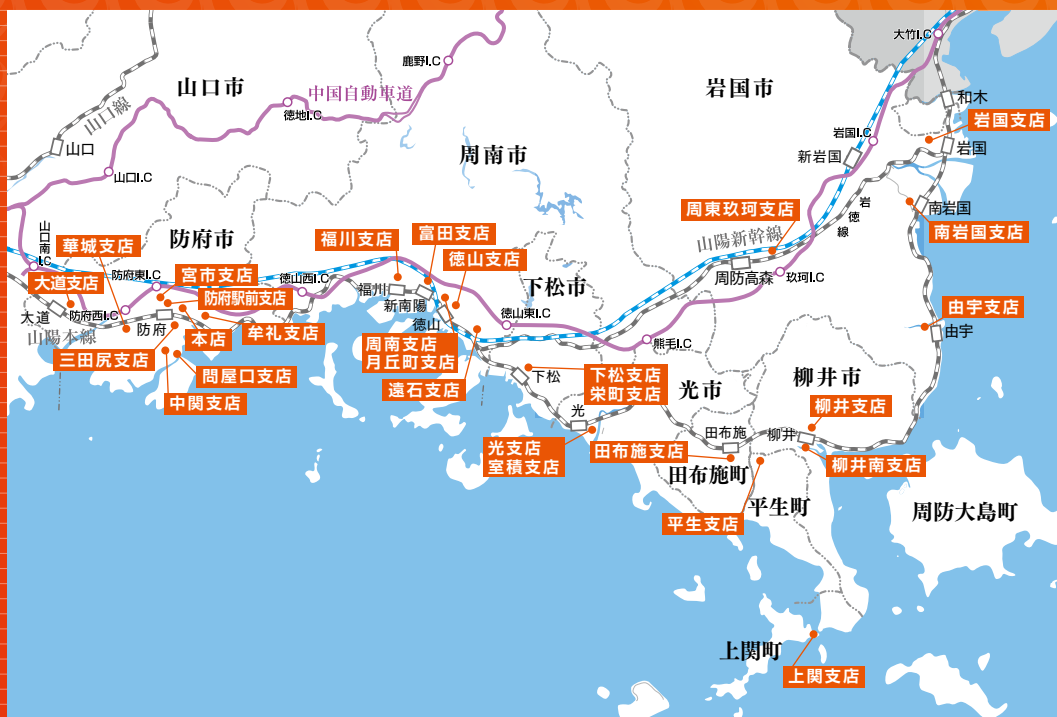 大竹I.C
鹿野I.C
山口市
中国自動車道
岩国市
山口線
徳地I.C
和木
岩国支店
岩国I.C
山口
岩国
周南市
新岩国
山口I.C
岩徳線
周東玖珂支店
南岩国
南岩国支店
山口南I.C
華城支店
防府市
福川支店
富田支店
山陽新幹線
徳山支店
大道支店
防府東I.C
宮市支店
徳山西I.C
下松市
周防高森
玖珂I.C
防府駅前支店
福川
新南陽
由宇支店
大道
防府西I.C
防府
徳山
徳山東I.C
由宇
山陽本線
本店
牟礼支店
周南支店
月丘町支店
熊毛I.C
三田尻支店
問屋口支店
遠石支店
下松
下松支店
栄町支店
光市
柳井市
中関支店
光
柳井支店
田布施
柳井
光支店
室積支店
田布施支店
柳井南支店
田布施町
平生町
周防大島町
平生支店
上関町
上関支店